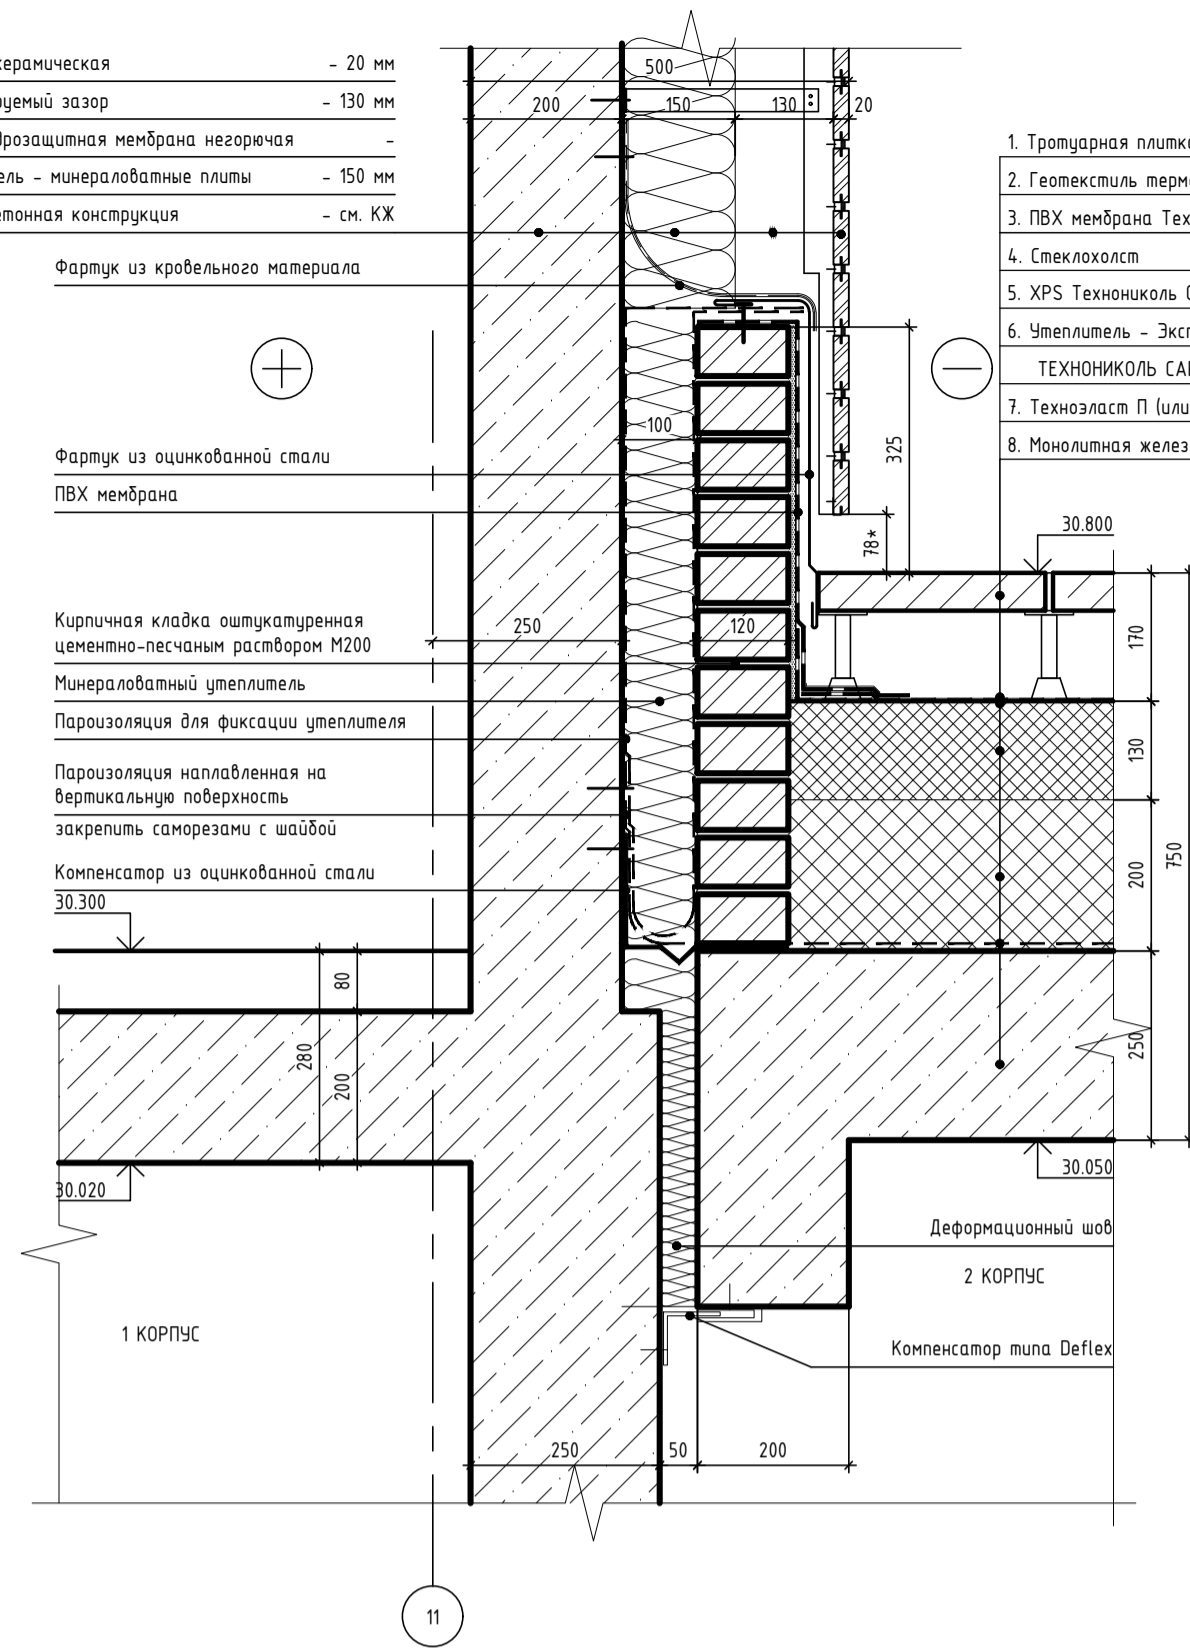 керамическая - 20 мм
руемый зазор - 130 мм
дрозащитная мембрана негорючая -
ель - минераловатные плиты - 150 мм
етонная конструкция - см. КЖ
Фартук из кровельного материала
500
200 150 130 20
1. Тротуарная плитка
2. Геотекстиль терм
3. ПВХ мембрана Тех
4. Стеклохолст
5. XPS Технониколь
6. Утеплитель - Экс
ТЕХНОНИКОЛЬ
7. Техноэласт П (или
8. Монолитная желез
100
325
78*
Фартук из оцинкованной стали
ПВХ мембрана
30.800
Кирпичная кладка оштукатуренная
цементно-песчаным раствором М200
250 120
170
Минераловатный утеплитель
Пароизоляция для фиксации утеплителя
130
Пароизоляция наплавленная на
вертикальную поверхность
закрепить саморезами с шайбой
Компенсатор из оцинкованной стали
200
750
30.300
80
280
200
250
30.020
30.050
Деформационный шов
2 КОРПУС
1 КОРПУС
Компенсатор типа Deflex
250 50 200
11